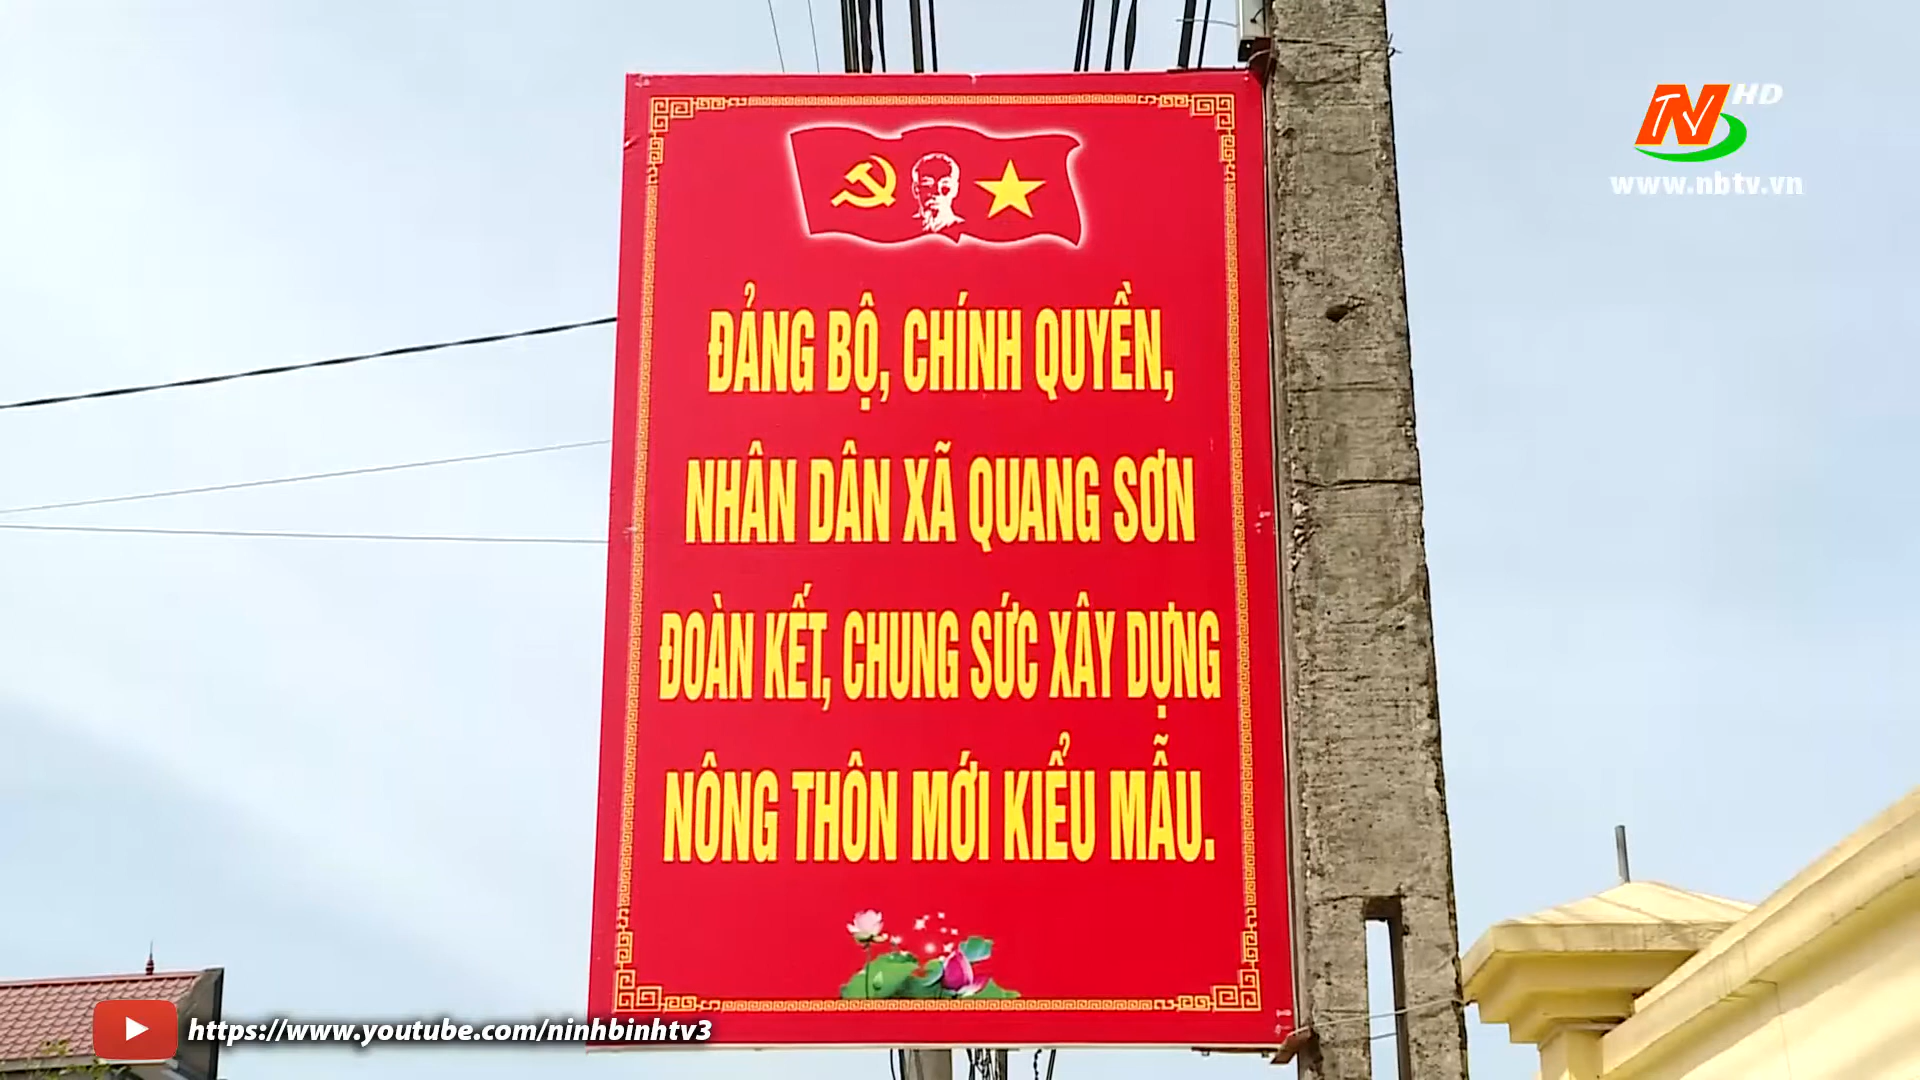 NTV HD
www.nbtv.vn
ĐẢNG BỘ, CHÍNH QUYỀN,
NHÂN DÂN XÃ QUANG SƠN
ĐOÀN KẾT, CHUNG SỨC XÂY DỰNG
NÔNG THÔN MỚI KIỂU MẪU.
https://www.youtube.com/ninhbinhtv3